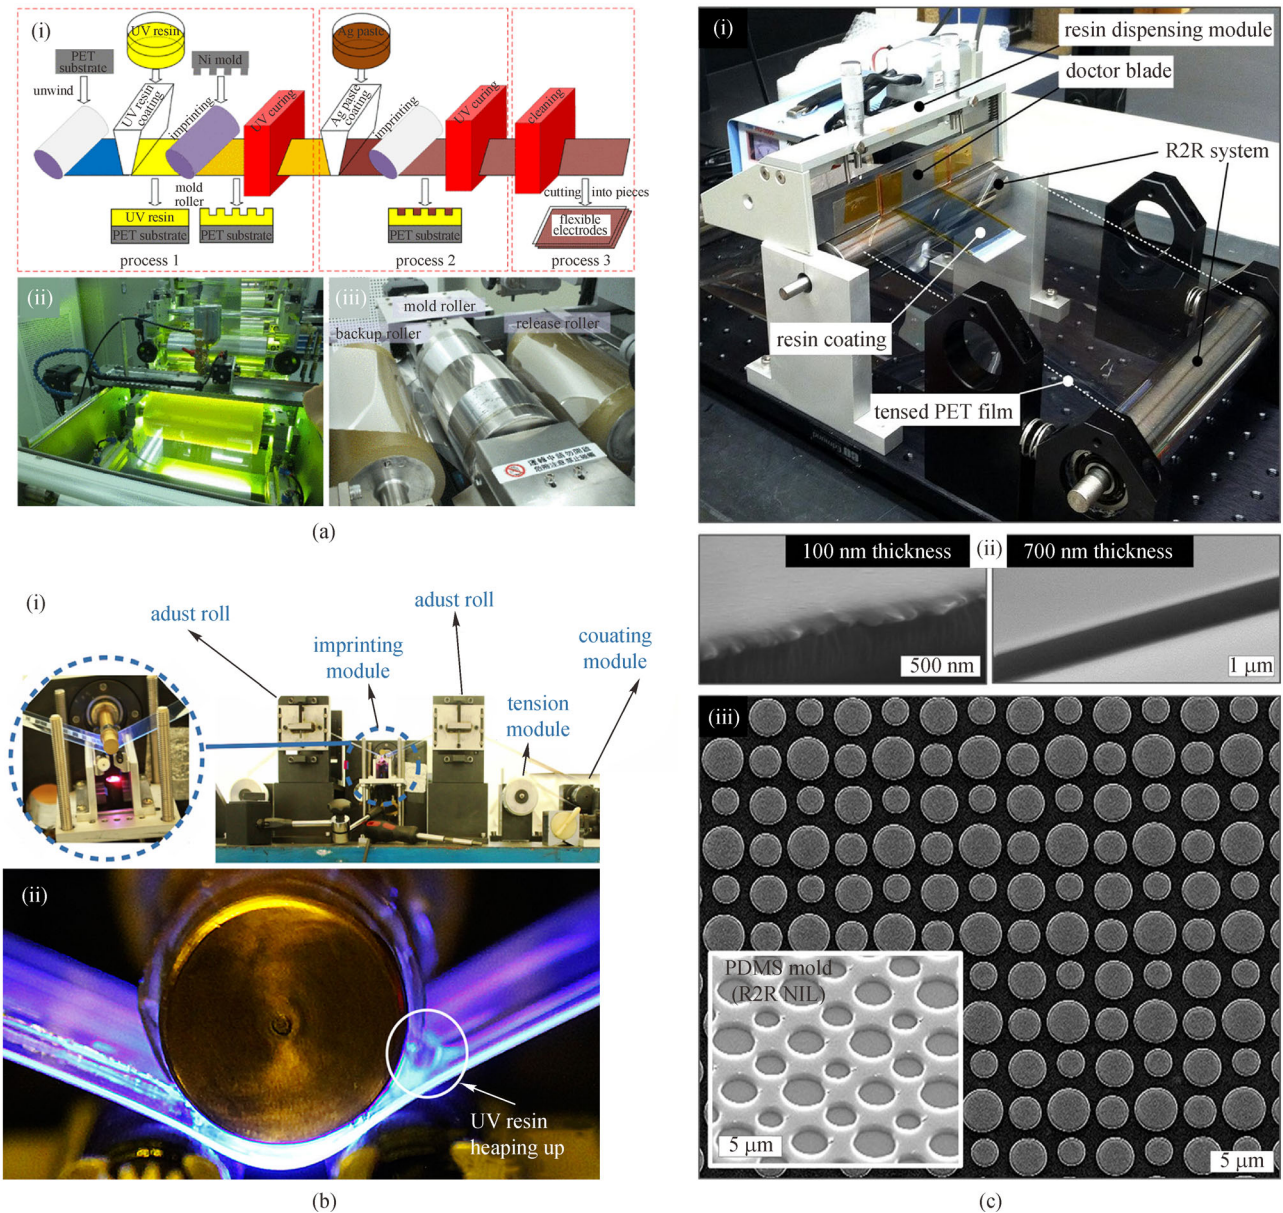 (i)
UV resin
Ag paste
PET
substrate
Ni mold
unwind
UV resin
coating
imprinting
UV curing
Ag paste
coating
imprinting
UV curing
cleaning
mold
roller
cutting into pieces
UV resin
PET substrate
PET substrate
PET substrate
flexible
electrodes
process 1
process 2
process 3
(ii)
(iii)
mold roller
backup roller
release roller
(a)
(i)
adust roll
adust roll
imprinting
module
tension
module
couating
module
(ii)
UV resin
heaping up
(b)
(i)
resin dispensing module
doctor blade
R2R system
resin coating
tensed PET film
100 nm thickness
(ii)
700 nm thickness
500 nm
1 μm
(iii)
PDMS mold
(R2R NIL)
5 μm
5 μm
(c)